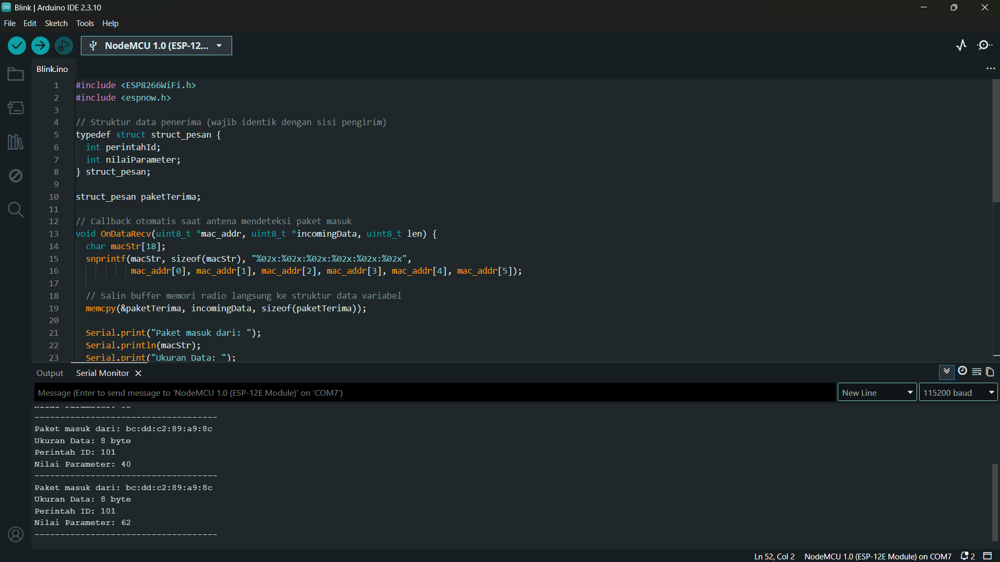 Blink | Arduino IDE 2.3.10
File Edit Sketch Tools Help
NodeMCU 1.0 (ESP-12...
Blink.ino
1 #include <ESP8266WiFi.h>
2 #include <espnow.h>
3
4 // Struktur data penerima (wajib identik dengan sisi pengirim)
5 typedef struct struct_pesan {
6 int perintahId;
7 int nilaiParameter;
8 } struct_pesan;
9
10 struct_pesan paketTerima;
11
12 // Callback otomatis saat antena mendeteksi paket masuk
13 void OnDataRecv(uint8_t *mac_addr, uint8_t *incomingData, uint8_t len) {
14 char macStr[18];
15 snprintf(macStr, sizeof(macStr), "%02x:%02x:%02x:%02x:%02x:%02x",
16 mac_addr[0], mac_addr[1], mac_addr[2], mac_addr[3], mac_addr[4], mac_addr[5]);
17
18 // Salin buffer memori radio langsung ke struktur data variabel
19 memcpy(&paketTerima, incomingData, sizeof(paketTerima));
20
21 Serial.print("Paket masuk dari: ");
22 Serial.println(macStr);
23 Serial.print("Ukuran Data: ");
Output Serial Monitor
Message (Enter to send message to 'NodeMCU 1.0 (ESP-12E Module)' on 'COM7')
New Line
115200 baud
------------------------------------
Paket masuk dari: bc:dd:c2:89:a9:8c
Ukuran Data: 8 byte
Perintah ID: 101
Nilai Parameter: 40
------------------------------------
Paket masuk dari: bc:dd:c2:89:a9:8c
Ukuran Data: 8 byte
Perintah ID: 101
Nilai Parameter: 62
------------------------------------
Ln 52, Col 2 NodeMCU 1.0 (ESP-12E Module) on COM7 2